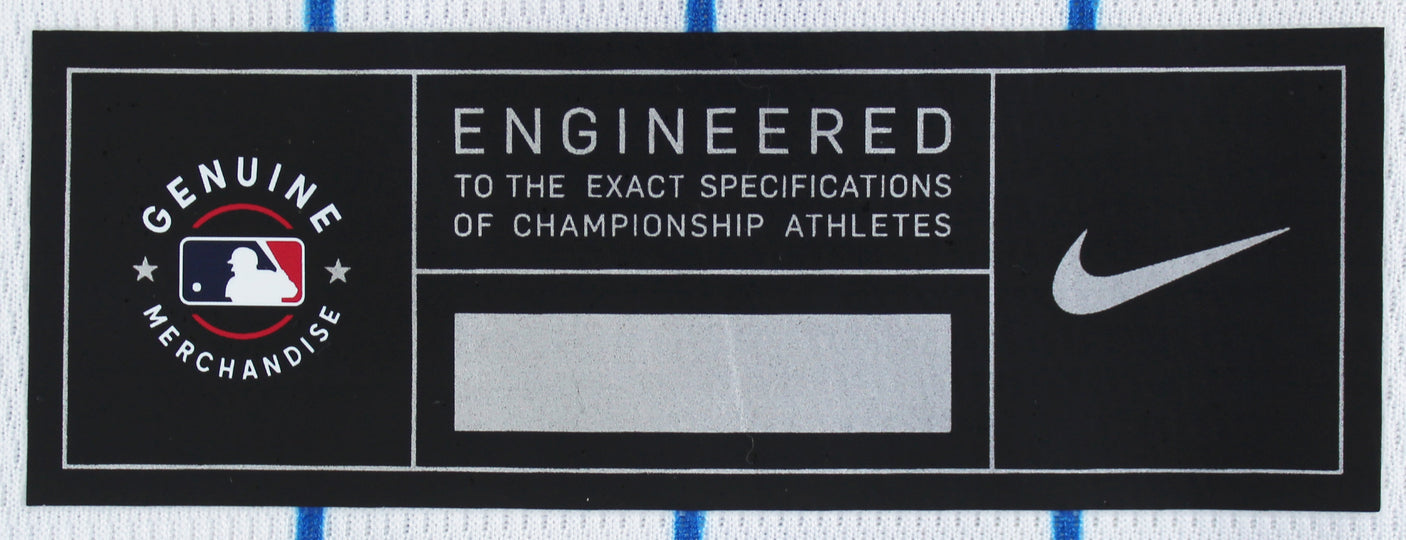 GENUINE
MERCHANDISE
ENGINEERED
TO THE EXACT SPECIFICATIONS
OF CHAMPIONSHIP ATHLETES